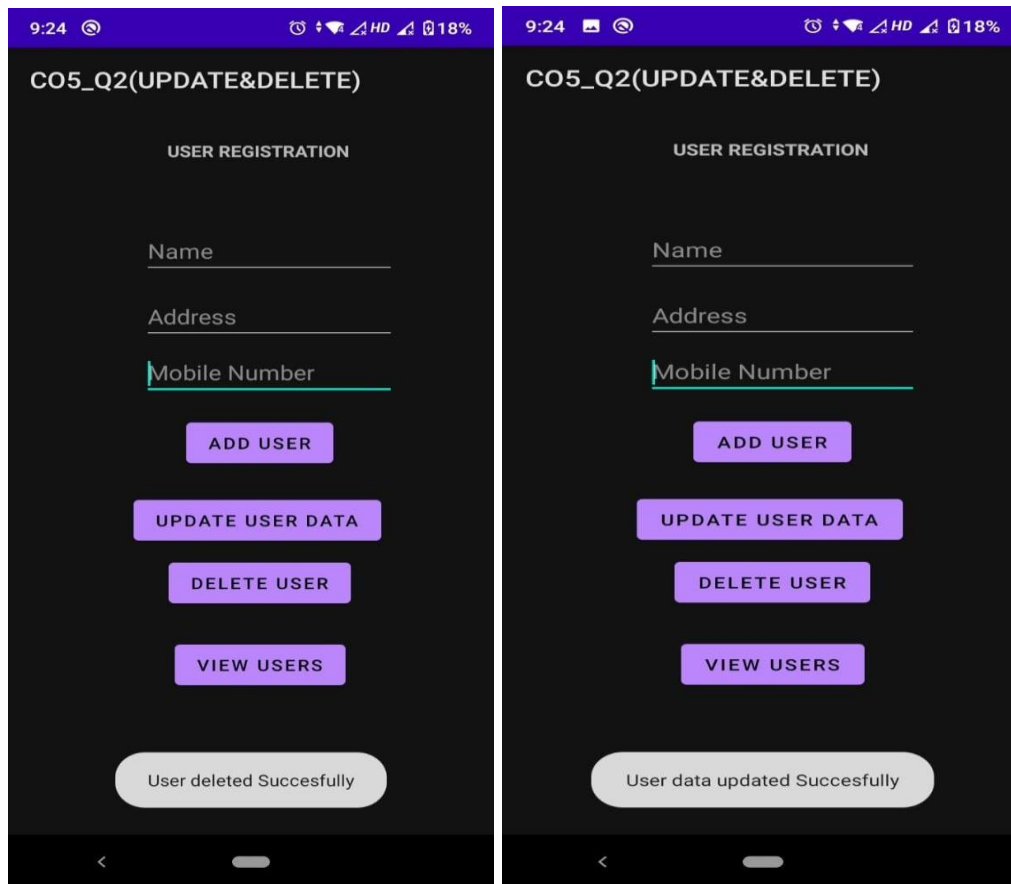 9:24 HD 18%
CO5_Q2(UPDATE&DELETE)
USER REGISTRATION
Name
Address
Mobile Number
ADD USER
UPDATE USER DATA
DELETE USER
VIEW USERS
User deleted Succesfully
9:24 HD 18%
CO5_Q2(UPDATE&DELETE)
USER REGISTRATION
Name
Address
Mobile Number
ADD USER
UPDATE USER DATA
DELETE USER
VIEW USERS
User data updated Succesfully